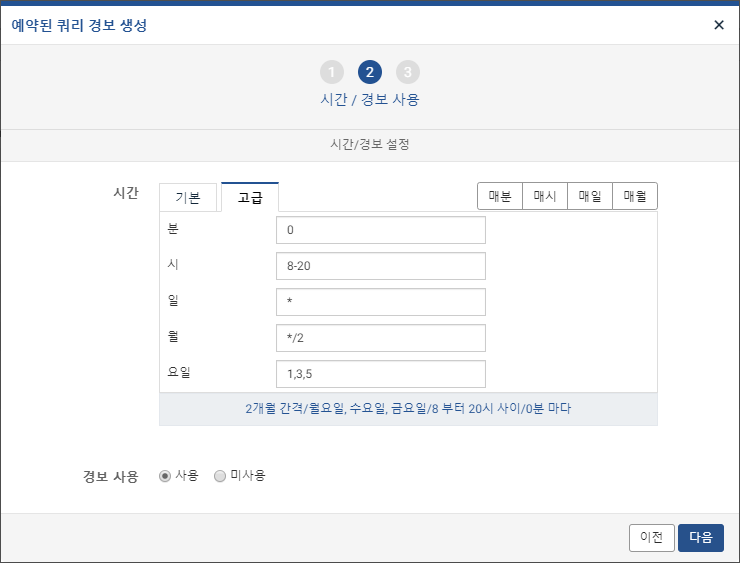 예약된 쿼리 경보 생성 ✕
1 2 3
시간 / 경보 사용
시간/경보 설정
시간 기본 고급 매분 매시 매일 매월
분 0
시 8-20
일 *
월 */2
요일 1,3,5
2개월 간격/월요일, 수요일, 금요일/8 부터 20시 사이/0분 마다
경보 사용 사용 미사용
이전 다음